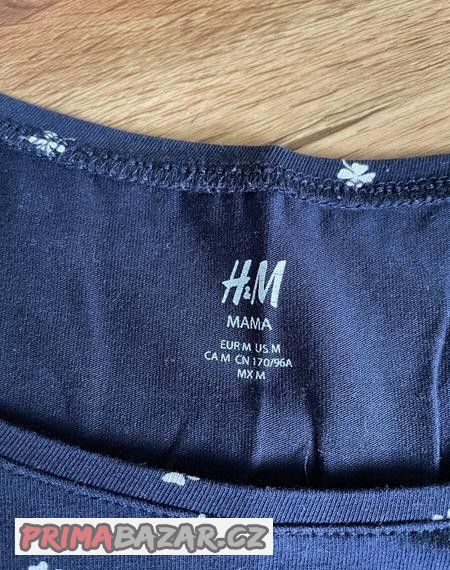 H&M
MAMA
EUR M US M
CA M CN 170/96A
MX M
PRIMABAZAR.CZ